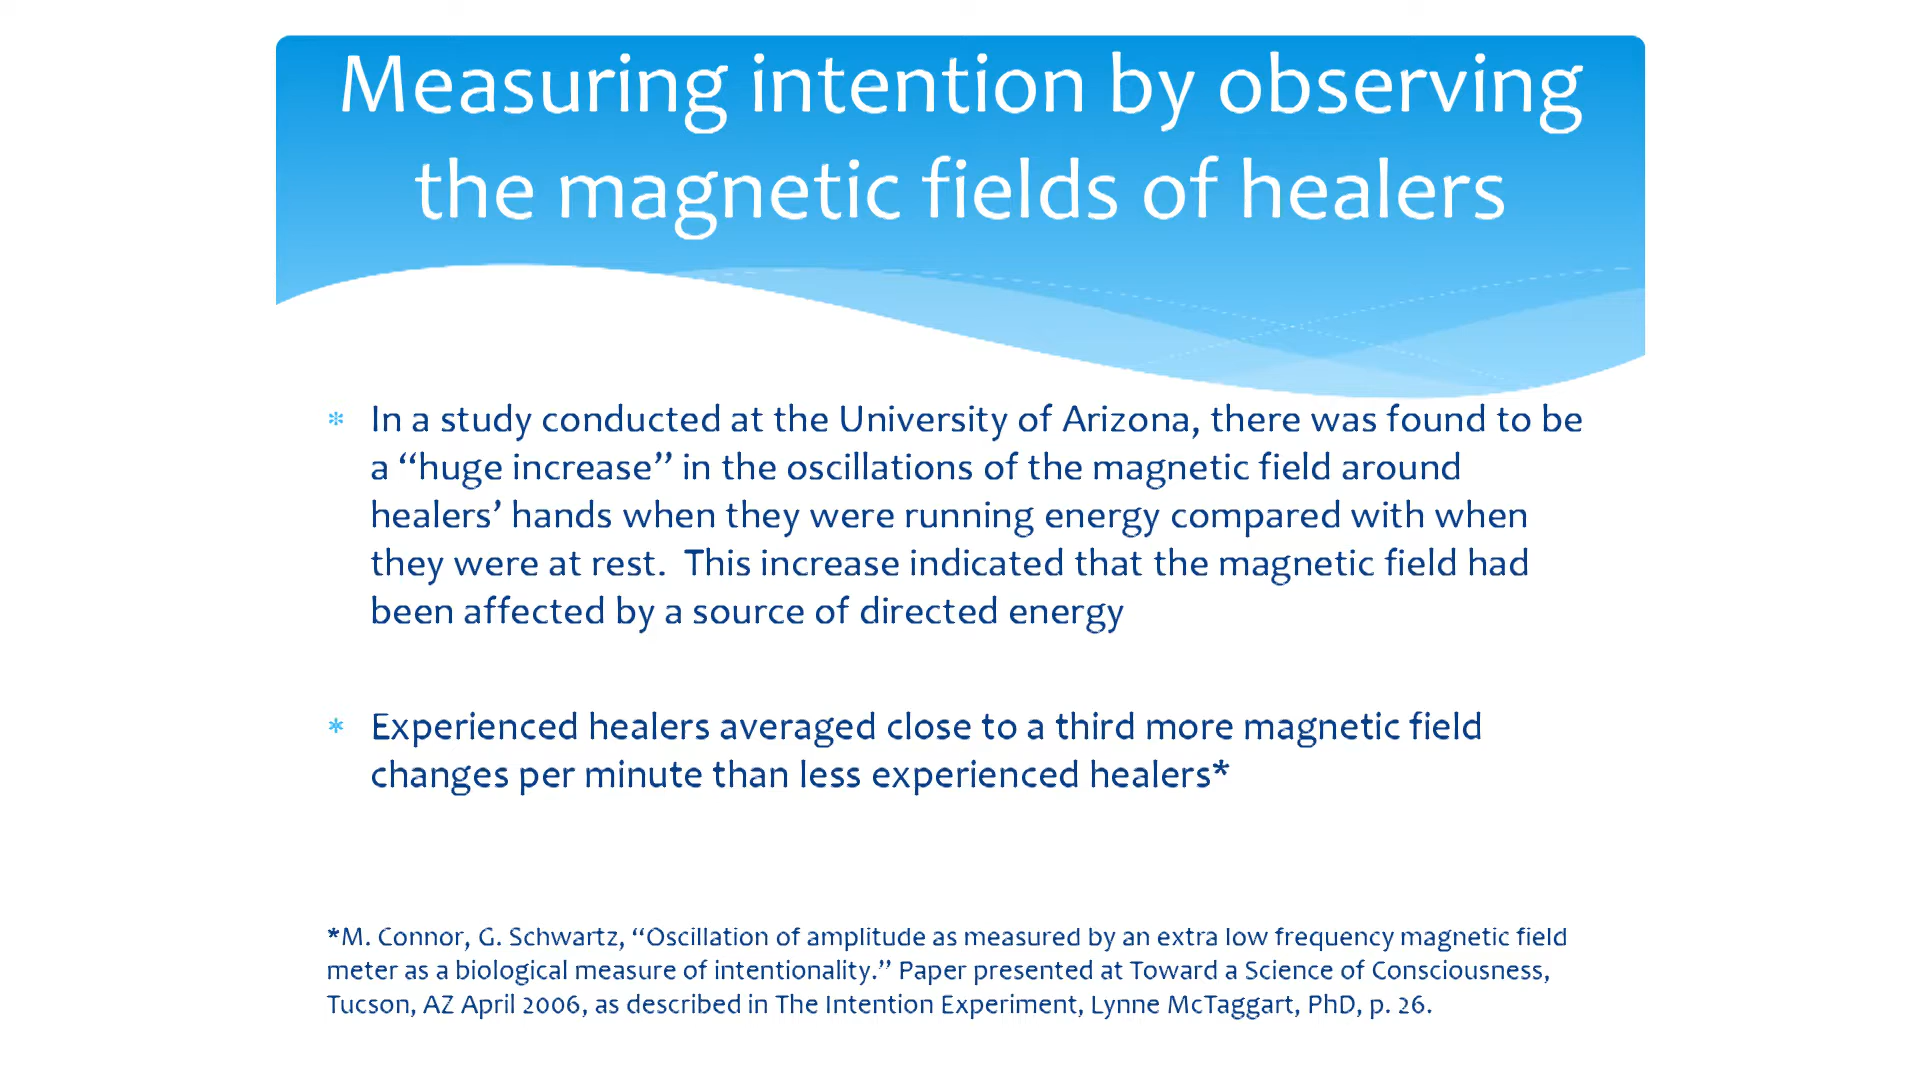 Measuring intention by observing
the magnetic fields of healers
* In a study conducted at the University of Arizona, there was found to be
a “huge increase” in the oscillations of the magnetic field around
healers’ hands when they were running energy compared with when
they were at rest.  This increase indicated that the magnetic field had
been affected by a source of directed energy
* Experienced healers averaged close to a third more magnetic field
changes per minute than less experienced healers*
*M. Connor, G. Schwartz, “Oscillation of amplitude as measured by an extra low frequency magnetic field
meter as a biological measure of intentionality.” Paper presented at Toward a Science of Consciousness,
Tucson, AZ April 2006, as described in The Intention Experiment, Lynne McTaggart, PhD, p. 26.